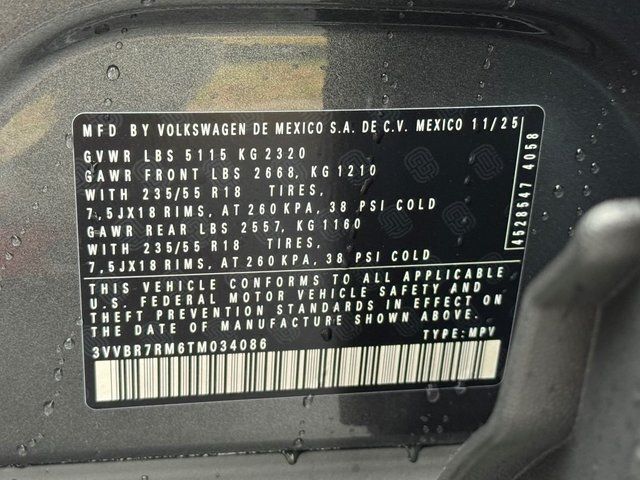 MFD BY VOLKSWAGEN DE MEXICO S.A. DE C.V. MEXICO 11/25
GVWR LBS 5115 KG 2320
GAWR FRONT LBS 2668, KG 1210
WITH 235/55 R18 TIRES,
7,5JX18 RIMS, AT 260 KPA, 38 PSI COLD
GAWR REAR LBS 2557, KG 1160
WITH 235/55 R18 TIRES,
7,5JX18 RIMS, AT 260 KPA, 38 PSI COLD
THIS VEHICLE CONFORMS TO ALL APPLICABLE
U.S. FEDERAL MOTOR VEHICLE SAFETY AND
THEFT PREVENTION STANDARDS IN EFFECT ON
THE DATE OF MANUFACTURE SHOWN ABOVE.
3VVBR7RM6TM034086 TYPE: MPV
4528547 4058